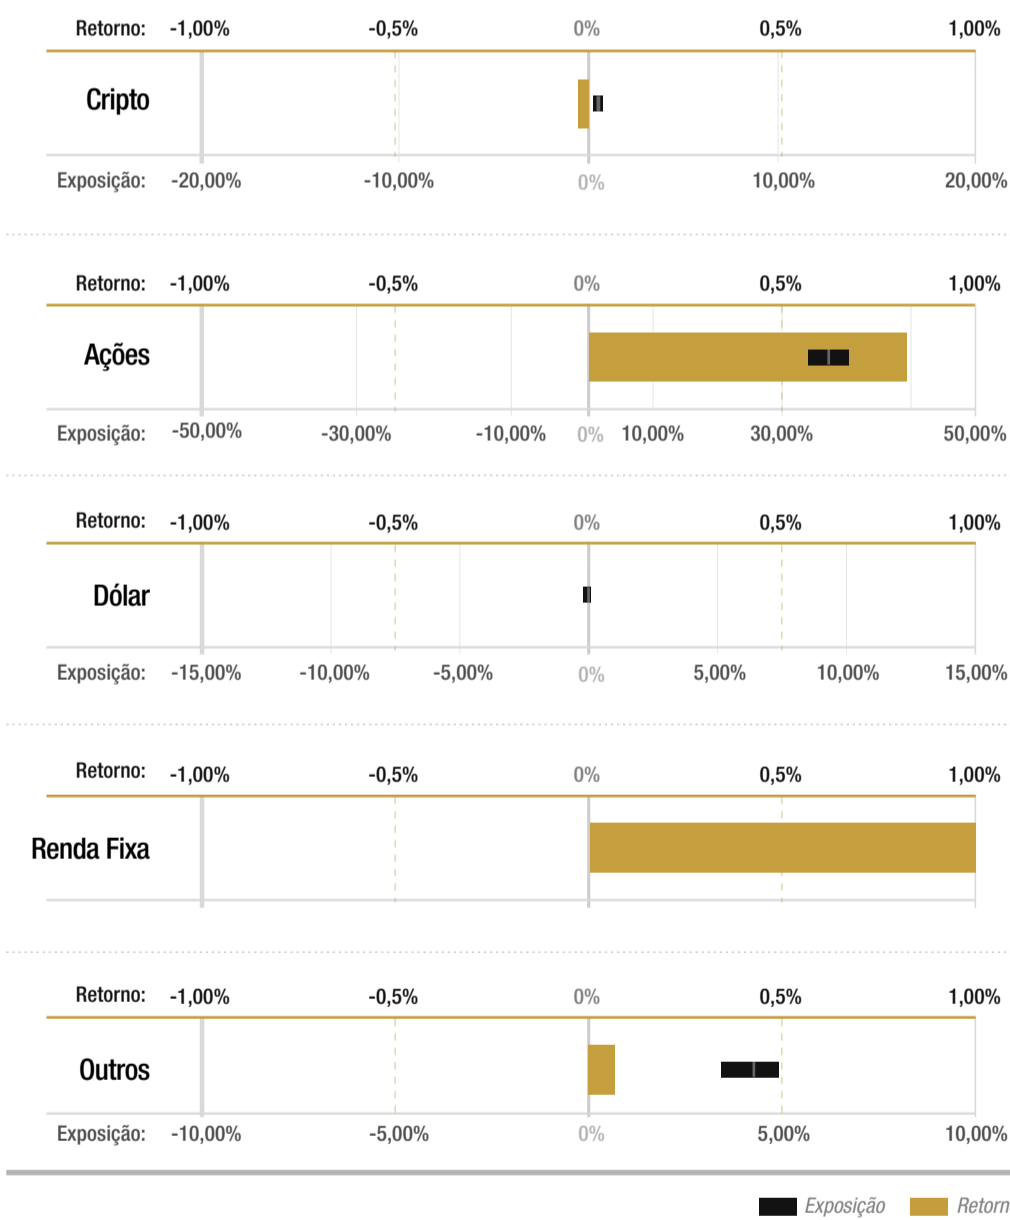 Retorno: -1,00% -0,5% 0% 0,5% 1,00%
Cripto
Exposição: -20,00% -10,00% 0% 10,00% 20,00%
Retorno: -1,00% -0,5% 0% 0,5% 1,00%
Ações
Exposição: -50,00% -30,00% -10,00% 0% 10,00% 30,00% 50,00%
Retorno: -1,00% -0,5% 0% 0,5% 1,00%
Dólar
Exposição: -15,00% -10,00% -5,00% 0% 5,00% 10,00% 15,00%
Retorno: -1,00% -0,5% 0% 0,5% 1,00%
Renda Fixa
Retorno: -1,00% -0,5% 0% 0,5% 1,00%
Outros
Exposição: -10,00% -5,00% 0% 5,00% 10,00%
Exposição Retorn